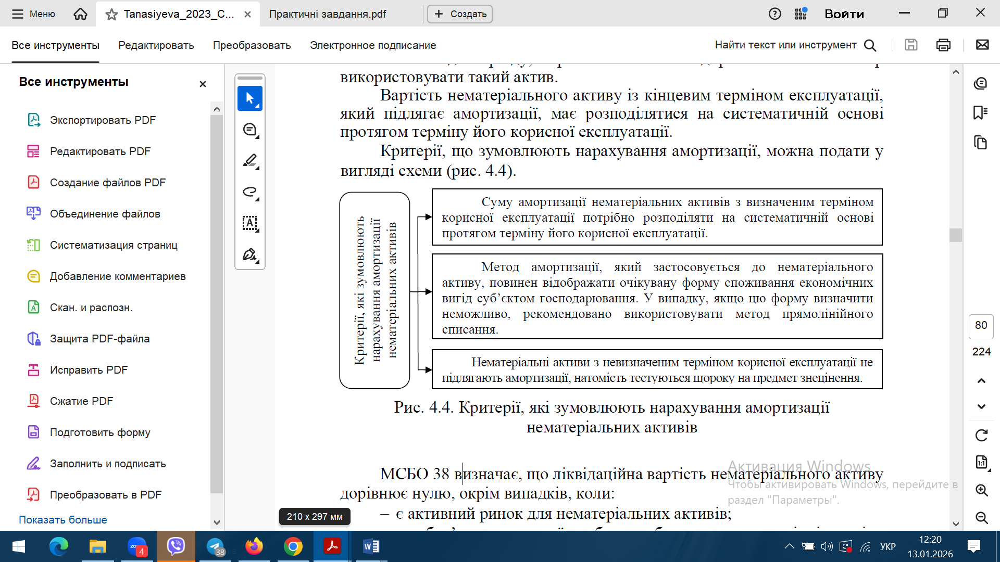 Меню
Tanasiyeva_2023_C...
Практичні завдання.pdf
Создать
Войти
Все инструменты
Редактировать
Преобразовать
Электронное подписание
Найти текст или инструмент
Все инструменты
Экспортировать PDF
Редактировать PDF
Создание файлов PDF
Объединение файлов
Систематизация страниц
Добавление комментариев
Скан. и распозн.
Защита PDF-файла
Исправить PDF
Сжатие PDF
Подготовить форму
Заполнить и подписать
Преобразовать в PDF
Показать больше
використовувати такий актив.
Вартість нематеріального активу із кінцевим терміном експлуатації,
який підлягає амортизації, має розподілятися на систематичній основі
протягом терміну його корисної експлуатації.
Критерії, що зумовлюють нарахування амортизації, можна подати у
вигляді схеми (рис. 4.4).
Критерії, які зумовлюють
нарахування амортизації
нематеріальних активів
Суму амортизації нематеріальних активів з визначеним терміном
корисної експлуатації потрібно розподіляти на систематичній основі
протягом терміну його корисної експлуатації.
Метод амортизації, який застосовується до нематеріального
активу, повинен відображати очікувану форму споживання економічних
вигід суб’єктом господарювання. У випадку, якщо цю форму визначити
неможливо, рекомендовано використовувати метод прямолінійного
списання.
Нематеріальні активи з невизначеним терміном корисної експлуатації не
підлягають амортизації, натомість тестуються щороку на предмет знецінення.
Рис. 4.4. Критерії, які зумовлюють нарахування амортизації
нематеріальних активів
МСБО 38 визначає, що ліквідаційна вартість нематеріального активу
дорівнює нулю, окрім випадків, коли:
– є активний ринок для нематеріальних активів;
210 x 297 мм
Активация Windows
Чтобы активировать Windows, перейдите в
раздел "Параметры".
80
224
1:1
zoom
4
38
УКР
12:20
13.01.2026